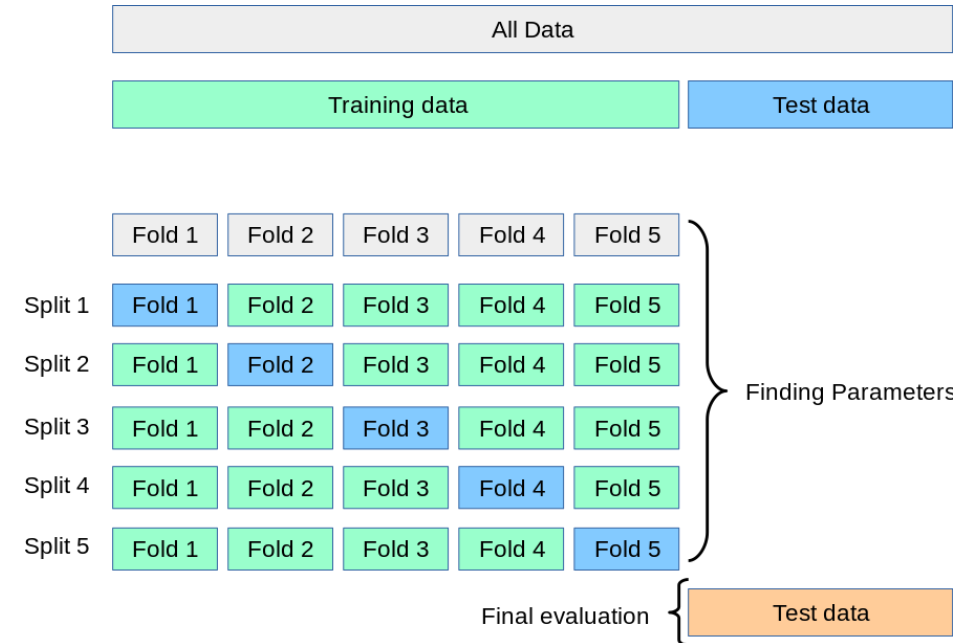 All Data
Training data Test data
Fold 1 Fold 2 Fold 3 Fold 4 Fold 5
Split 1 Fold 1 Fold 2 Fold 3 Fold 4 Fold 5
Split 2 Fold 1 Fold 2 Fold 3 Fold 4 Fold 5
Finding Parameters
Split 3 Fold 1 Fold 2 Fold 3 Fold 4 Fold 5
Split 4 Fold 1 Fold 2 Fold 3 Fold 4 Fold 5
Split 5 Fold 1 Fold 2 Fold 3 Fold 4 Fold 5
Final evaluation Test data